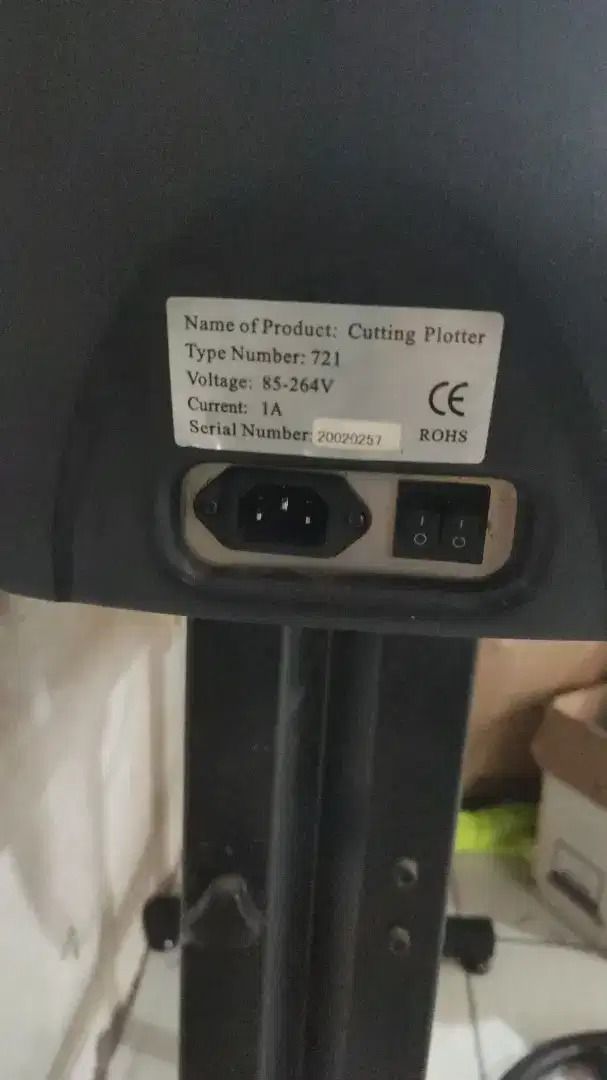 Name of Product: Cutting Plotter
Type Number: 721
Voltage: 85-264V
Current: 1A
CE
Serial Number: 20020257
ROHS